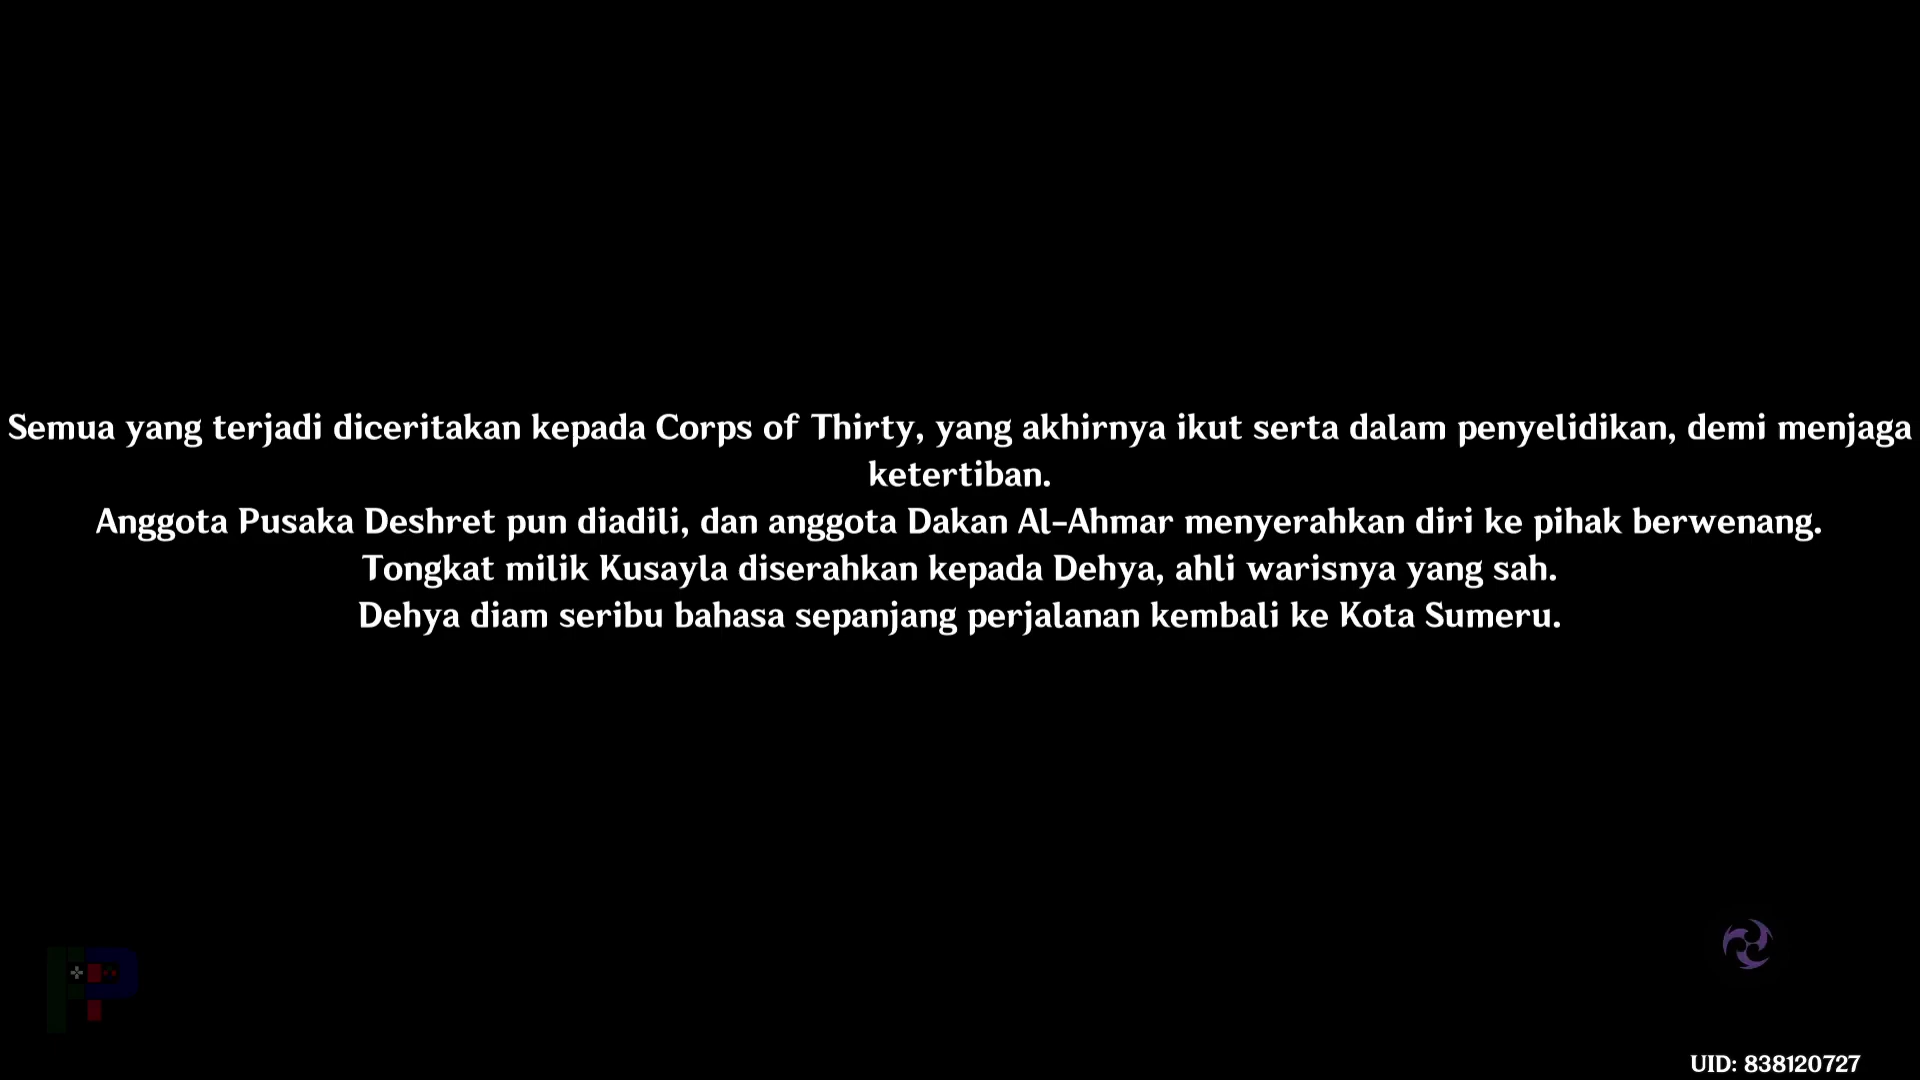 Semua yang terjadi diceritakan kepada Corps of Thirty, yang akhirnya ikut serta dalam penyelidikan, demi menjaga
ketertiban.
Anggota Pusaka Deshret pun diadili, dan anggota Dakan Al-Ahmar menyerahkan diri ke pihak berwenang.
Tongkat milik Kusayla diserahkan kepada Dehya, ahli warisnya yang sah.
Dehya diam seribu bahasa sepanjang perjalanan kembali ke Kota Sumeru.
UID: 838120727